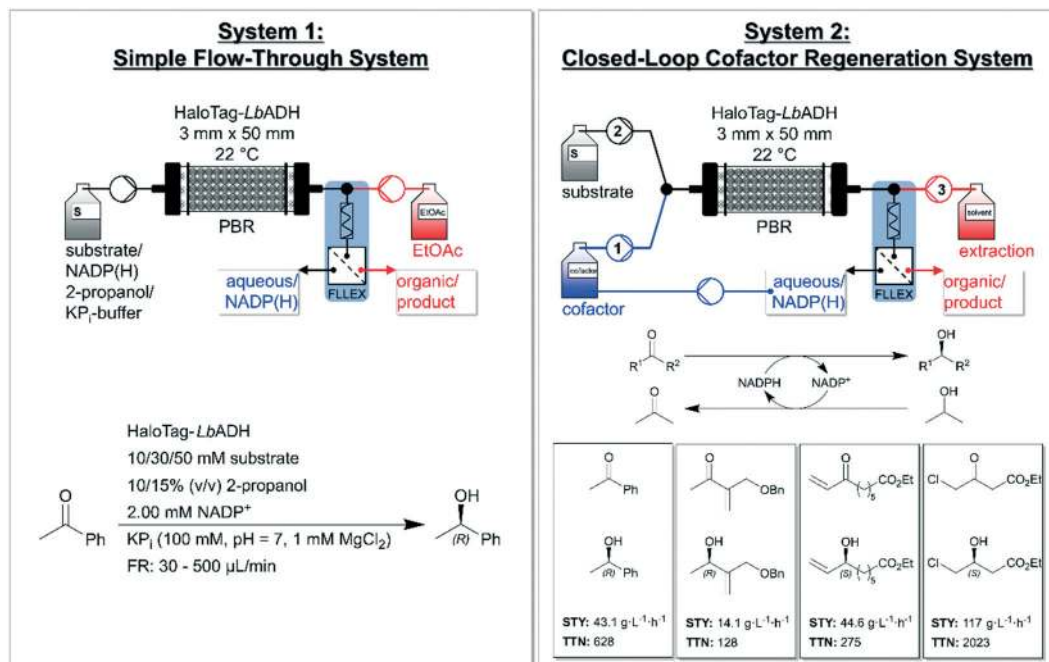 System 1:
Simple Flow-Through System
HaloTag-LbADH
3 mm x 50 mm
22 °C
S
EtOAc
PBR
substrate/
NADP(H)
2-propanol/
KPi-buffer
EtOAc
aqueous/
NADP(H)
FLLEX
organic/
product
HaloTag-LbADH
10/30/50 mM substrate
10/15% (v/v) 2-propanol
2.00 mM NADP⁺
KPi (100 mM, pH = 7, 1 mM MgCl₂)
FR: 30 - 500 µL/min
O
Ph
OH
(R)
Ph
System 2:
Closed-Loop Cofactor Regeneration System
HaloTag-LbADH
3 mm x 50 mm
22 °C
S
2
substrate
1
cofactor
cofactor
PBR
3
solvent
extraction
aqueous/
NADP(H)
FLLEX
organic/
product
O
R¹ R²
NADPH
NADP⁺
OH
R¹ R²
O
OH
O
Ph
OH
(R) Ph
STY: 43.1 g·L⁻¹·h⁻¹
TTN: 628
O
OBn
OH
(R)
OBn
STY: 14.1 g·L⁻¹·h⁻¹
TTN: 128
O
5 CO₂Et
OH
(S) 5 CO₂Et
STY: 44.6 g·L⁻¹·h⁻¹
TTN: 275
O
Cl CO₂Et
OH
Cl (S) CO₂Et
STY: 117 g·L⁻¹·h⁻¹
TTN: 2023